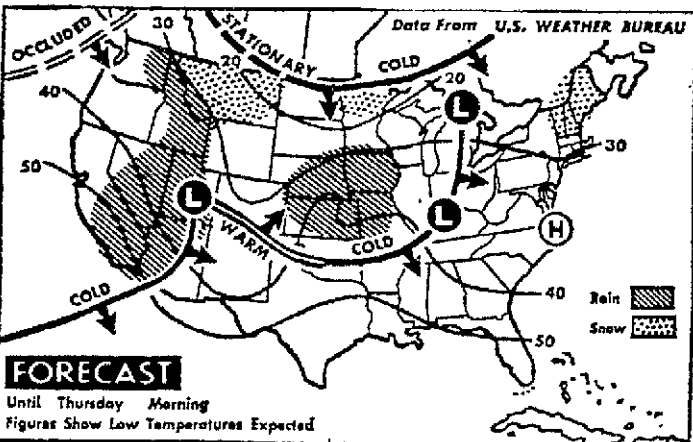 Data From U.S. WEATHER BUREAU
OCCLUDED
30
STATIONARY
COLD
20
20
40
30
50
L
L
L
H
WARM
COLD
COLD
40
50
Rain
Snow
FORECAST
Until Thursday Morning
Figures Show Low Temperatures Expected